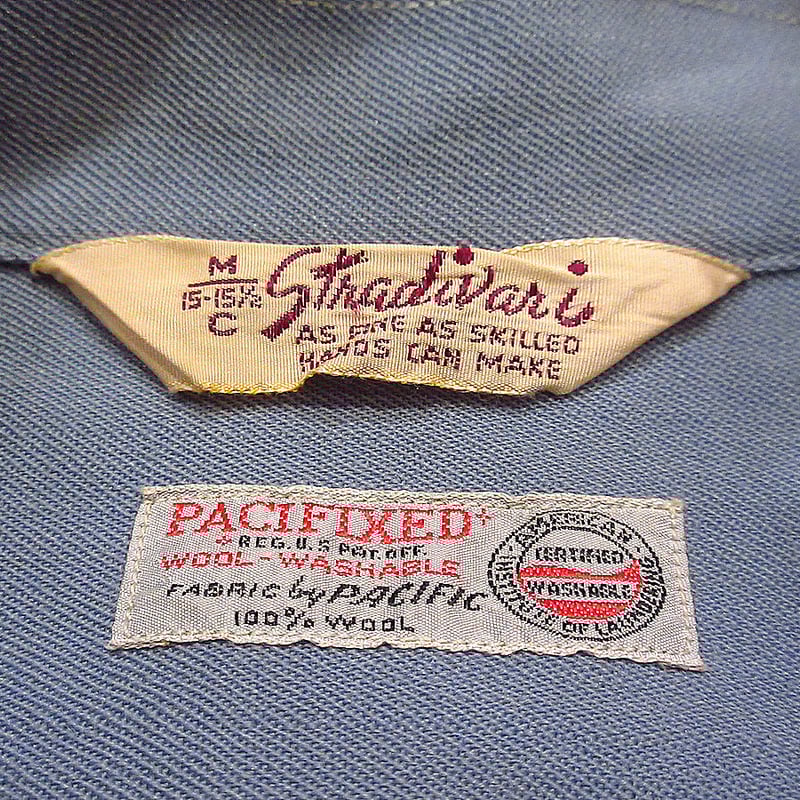 M
15-15½
C
Stradivari
AS FINE AS SKILLED
HANDS CAN MAKE
PACIFIXED
REG. U.S PAT. OFF.
WOOL-WASHABLE
FABRIC by PACIFIC
100% WOOL
AMERICAN
INSTITUTE OF LAUNDERING
CERTIFIED
WASHABLE